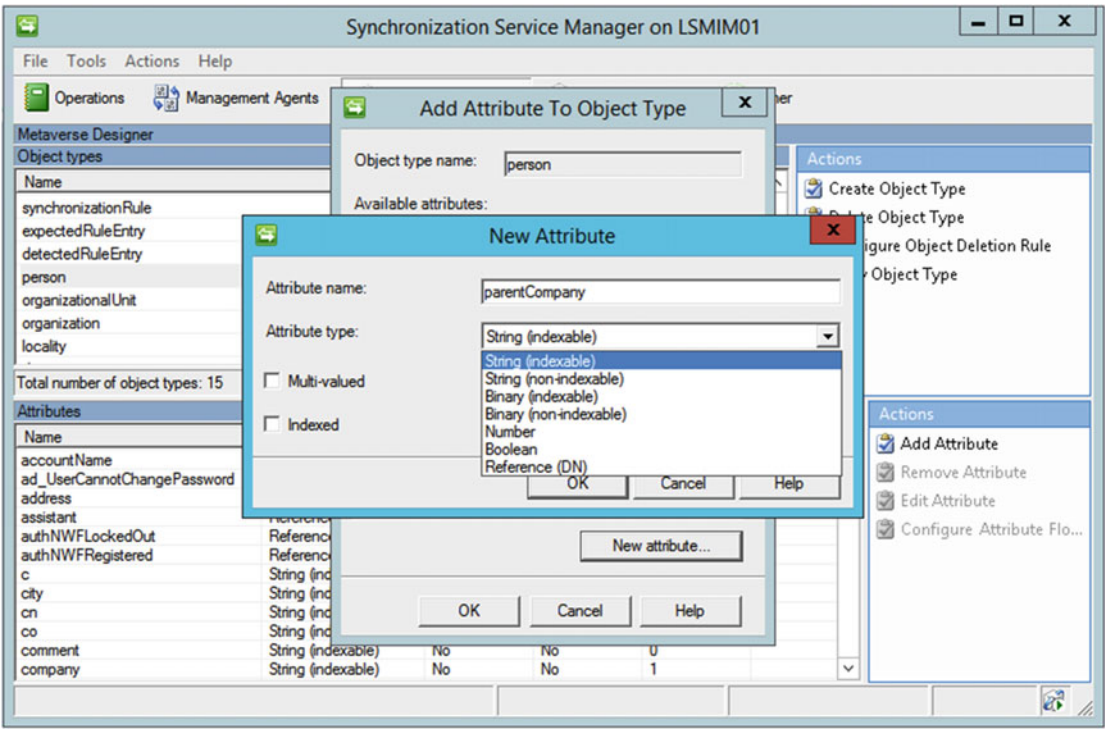 Synchronization Service Manager on LSMIM01
File Tools Actions Help
Operations Management Agents
Metaverse Designer
Object types
Name
synchronizationRule
expectedRuleEntry
detectedRuleEntry
person
organizationalUnit
organization
locality
Total number of object types: 15
Attributes
Name
accountName
ad_UserCannotChangePassword
address
assistant
authNWFLockedOut Reference
authNWFRegistered Reference
c String (ind
city String (ind
cn String (ind
co String (ind
comment String (indexable) No No 0
company String (indexable) No No 1
Add Attribute To Object Type
Object type name: person
Available attributes:
New attribute...
OK Cancel Help
New Attribute
Attribute name: parentCompany
Attribute type: String (indexable)
String (indexable)
String (non-indexable)
Binary (indexable)
Binary (non-indexable)
Number
Boolean
Reference (DN)
Multi-valued
Indexed
OK Cancel Help
Actions
Create Object Type
te Object Type
igure Object Deletion Rule
Object Type
Actions
Add Attribute
Remove Attribute
Edit Attribute
Configure Attribute Flo...